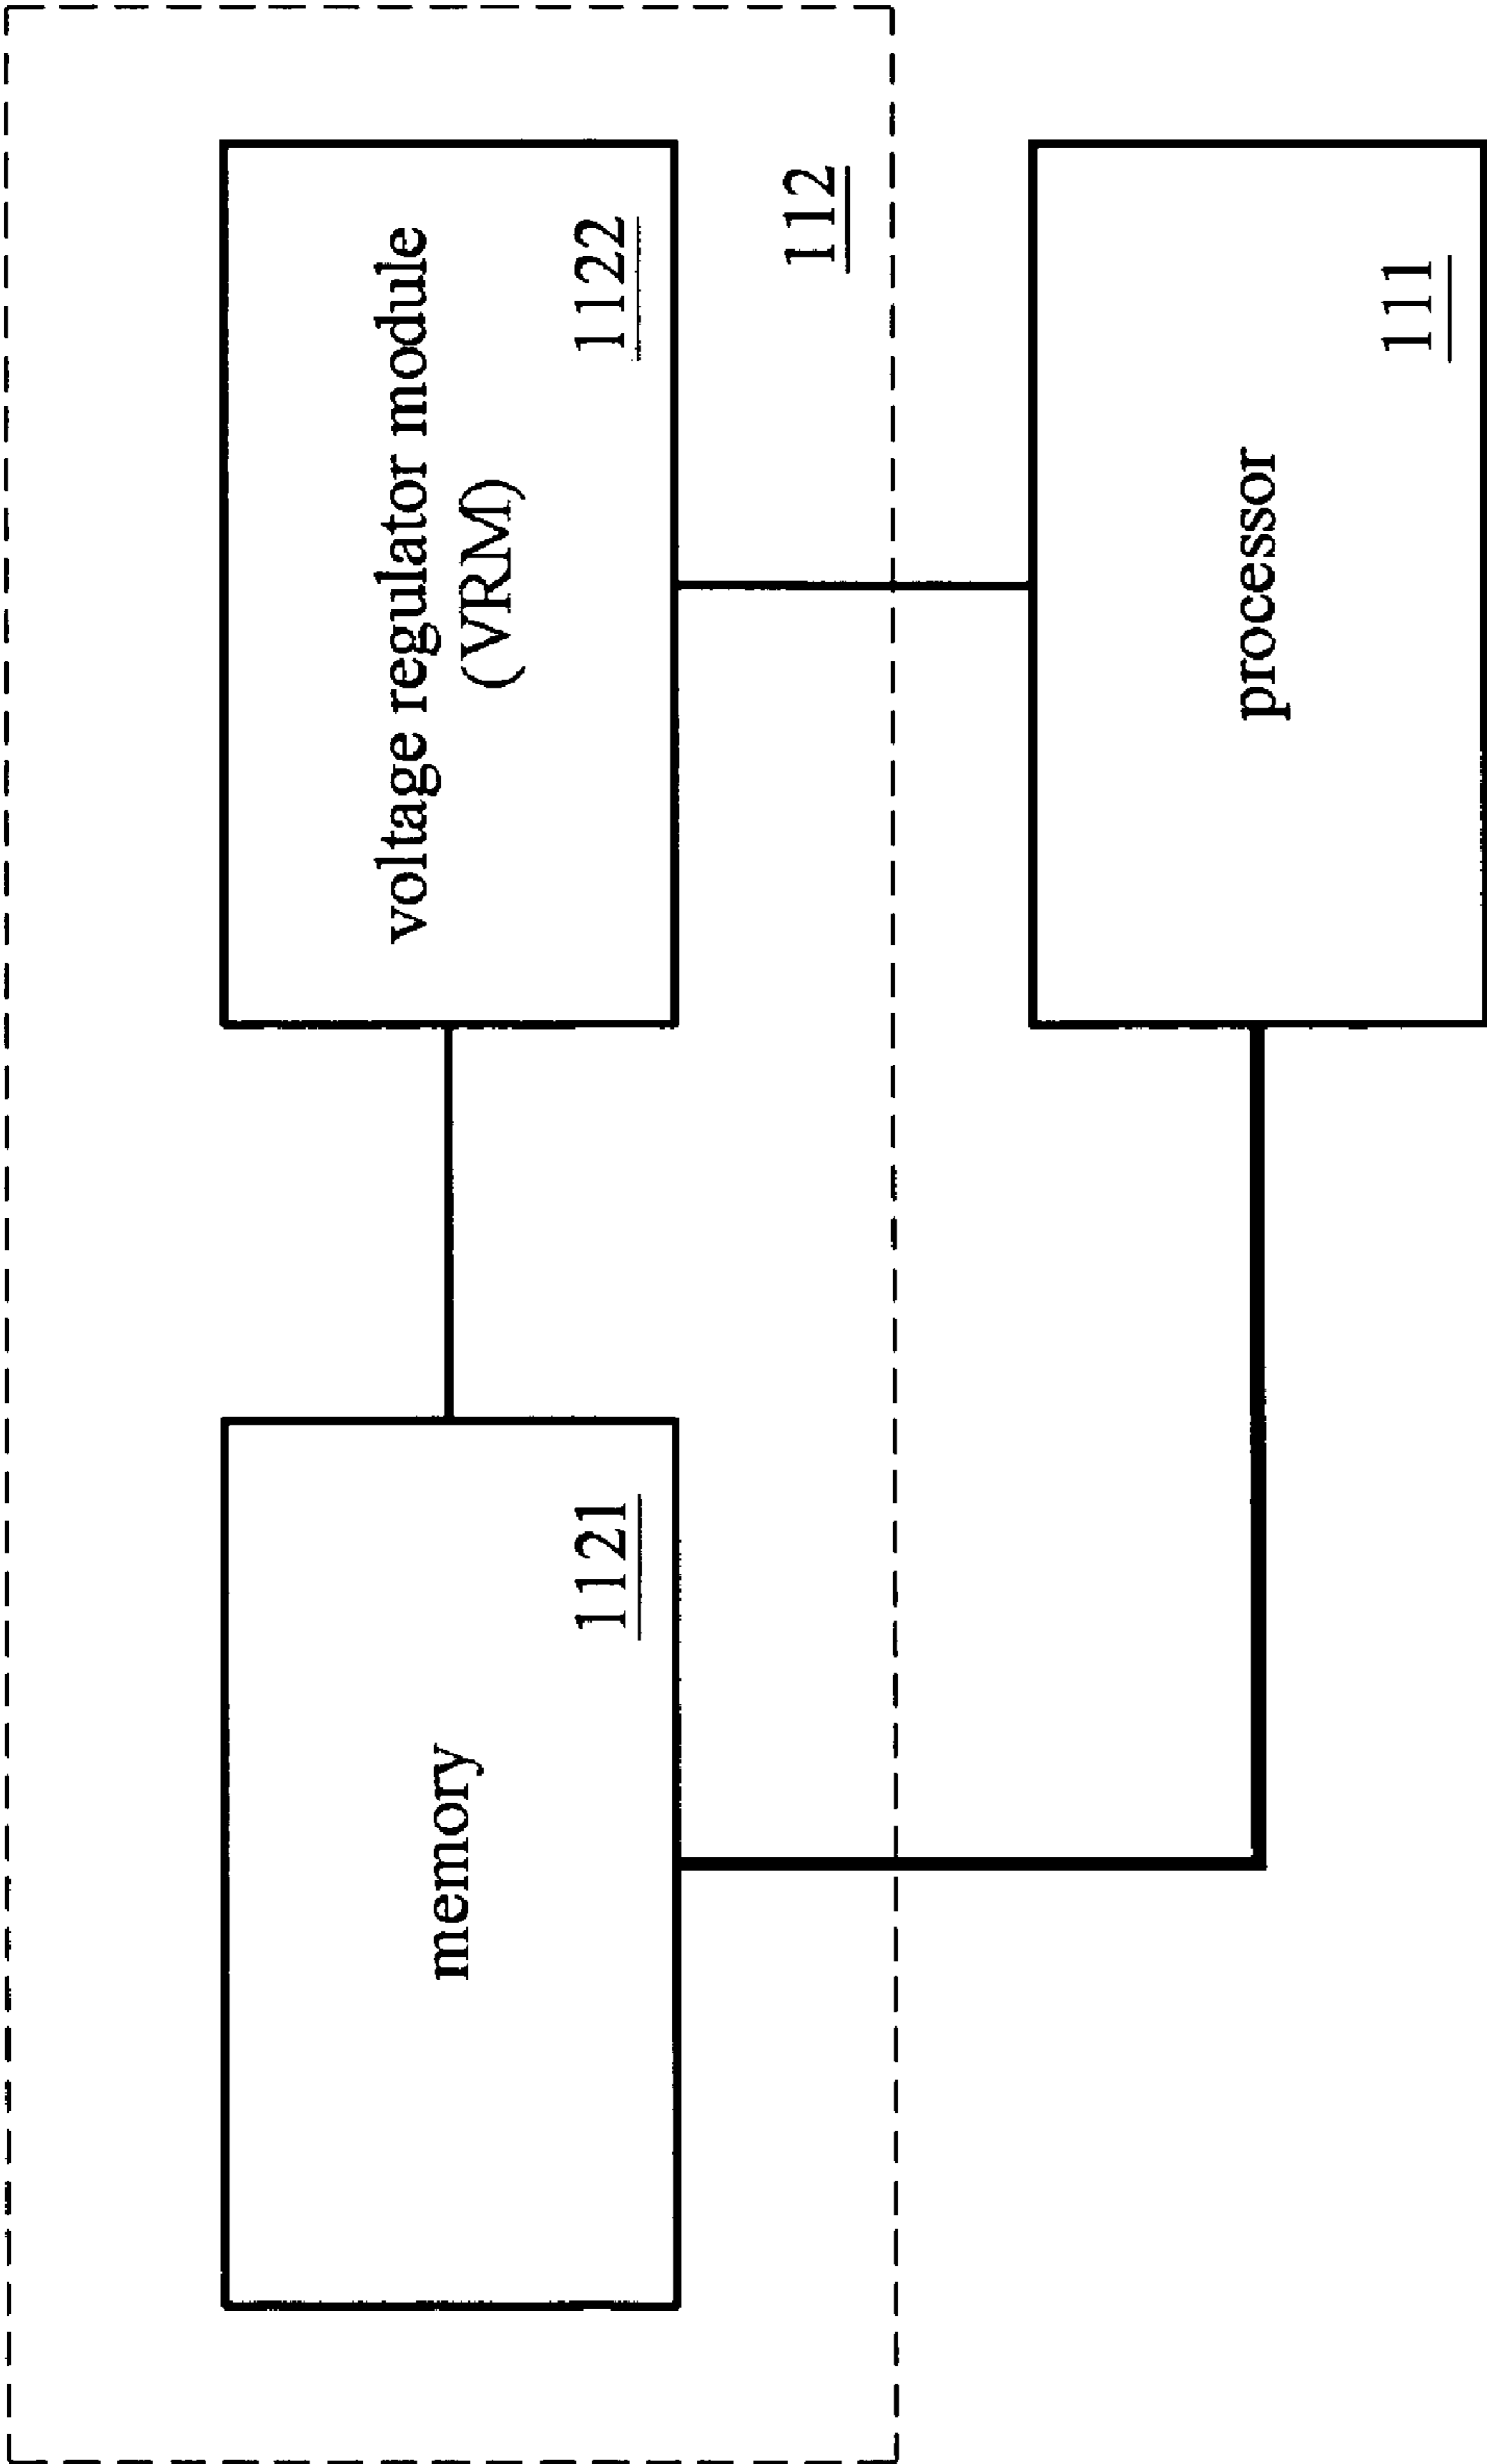 memory
1121
voltage regulator module
(VRM)
1122
112
processor
111